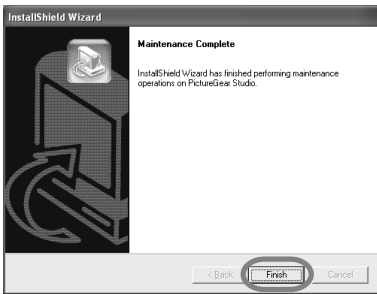 InstallShield Wizard
Maintenance Complete
InstallShield Wizard has finished performing maintenance
operations on PictureGear Studio.
< Back
Finish
Cancel